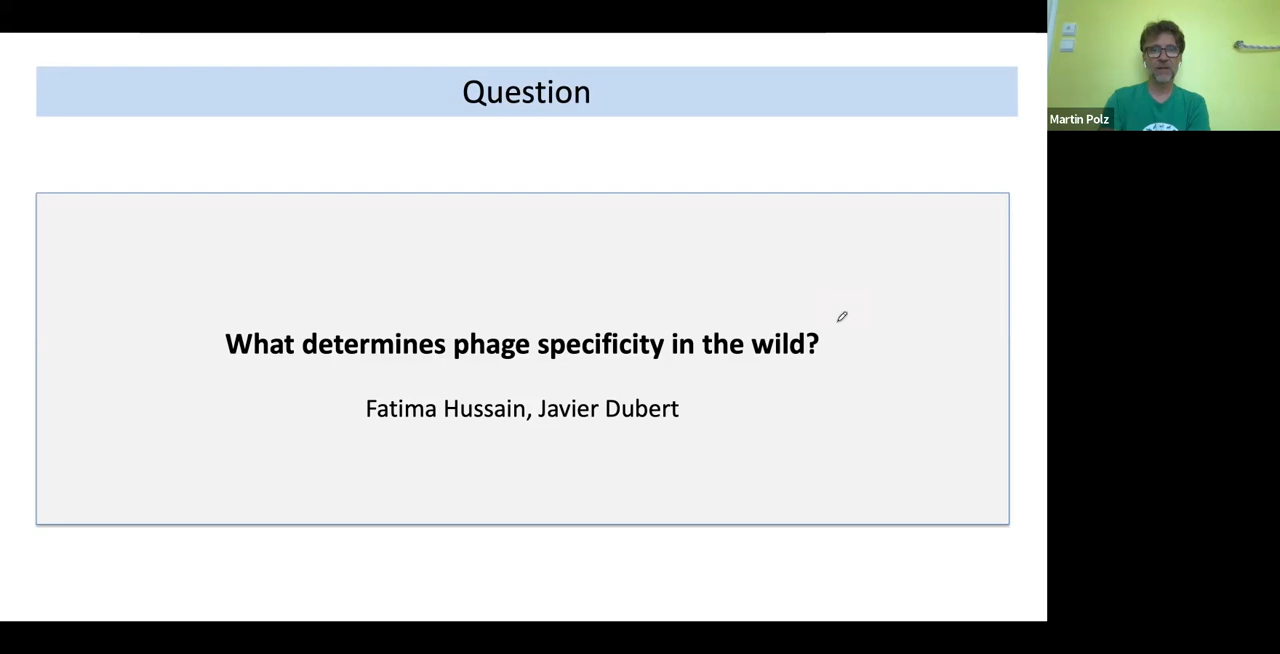 Question
Martin Polz
What determines phage specificity in the wild?
Fatima Hussain, Javier Dubert